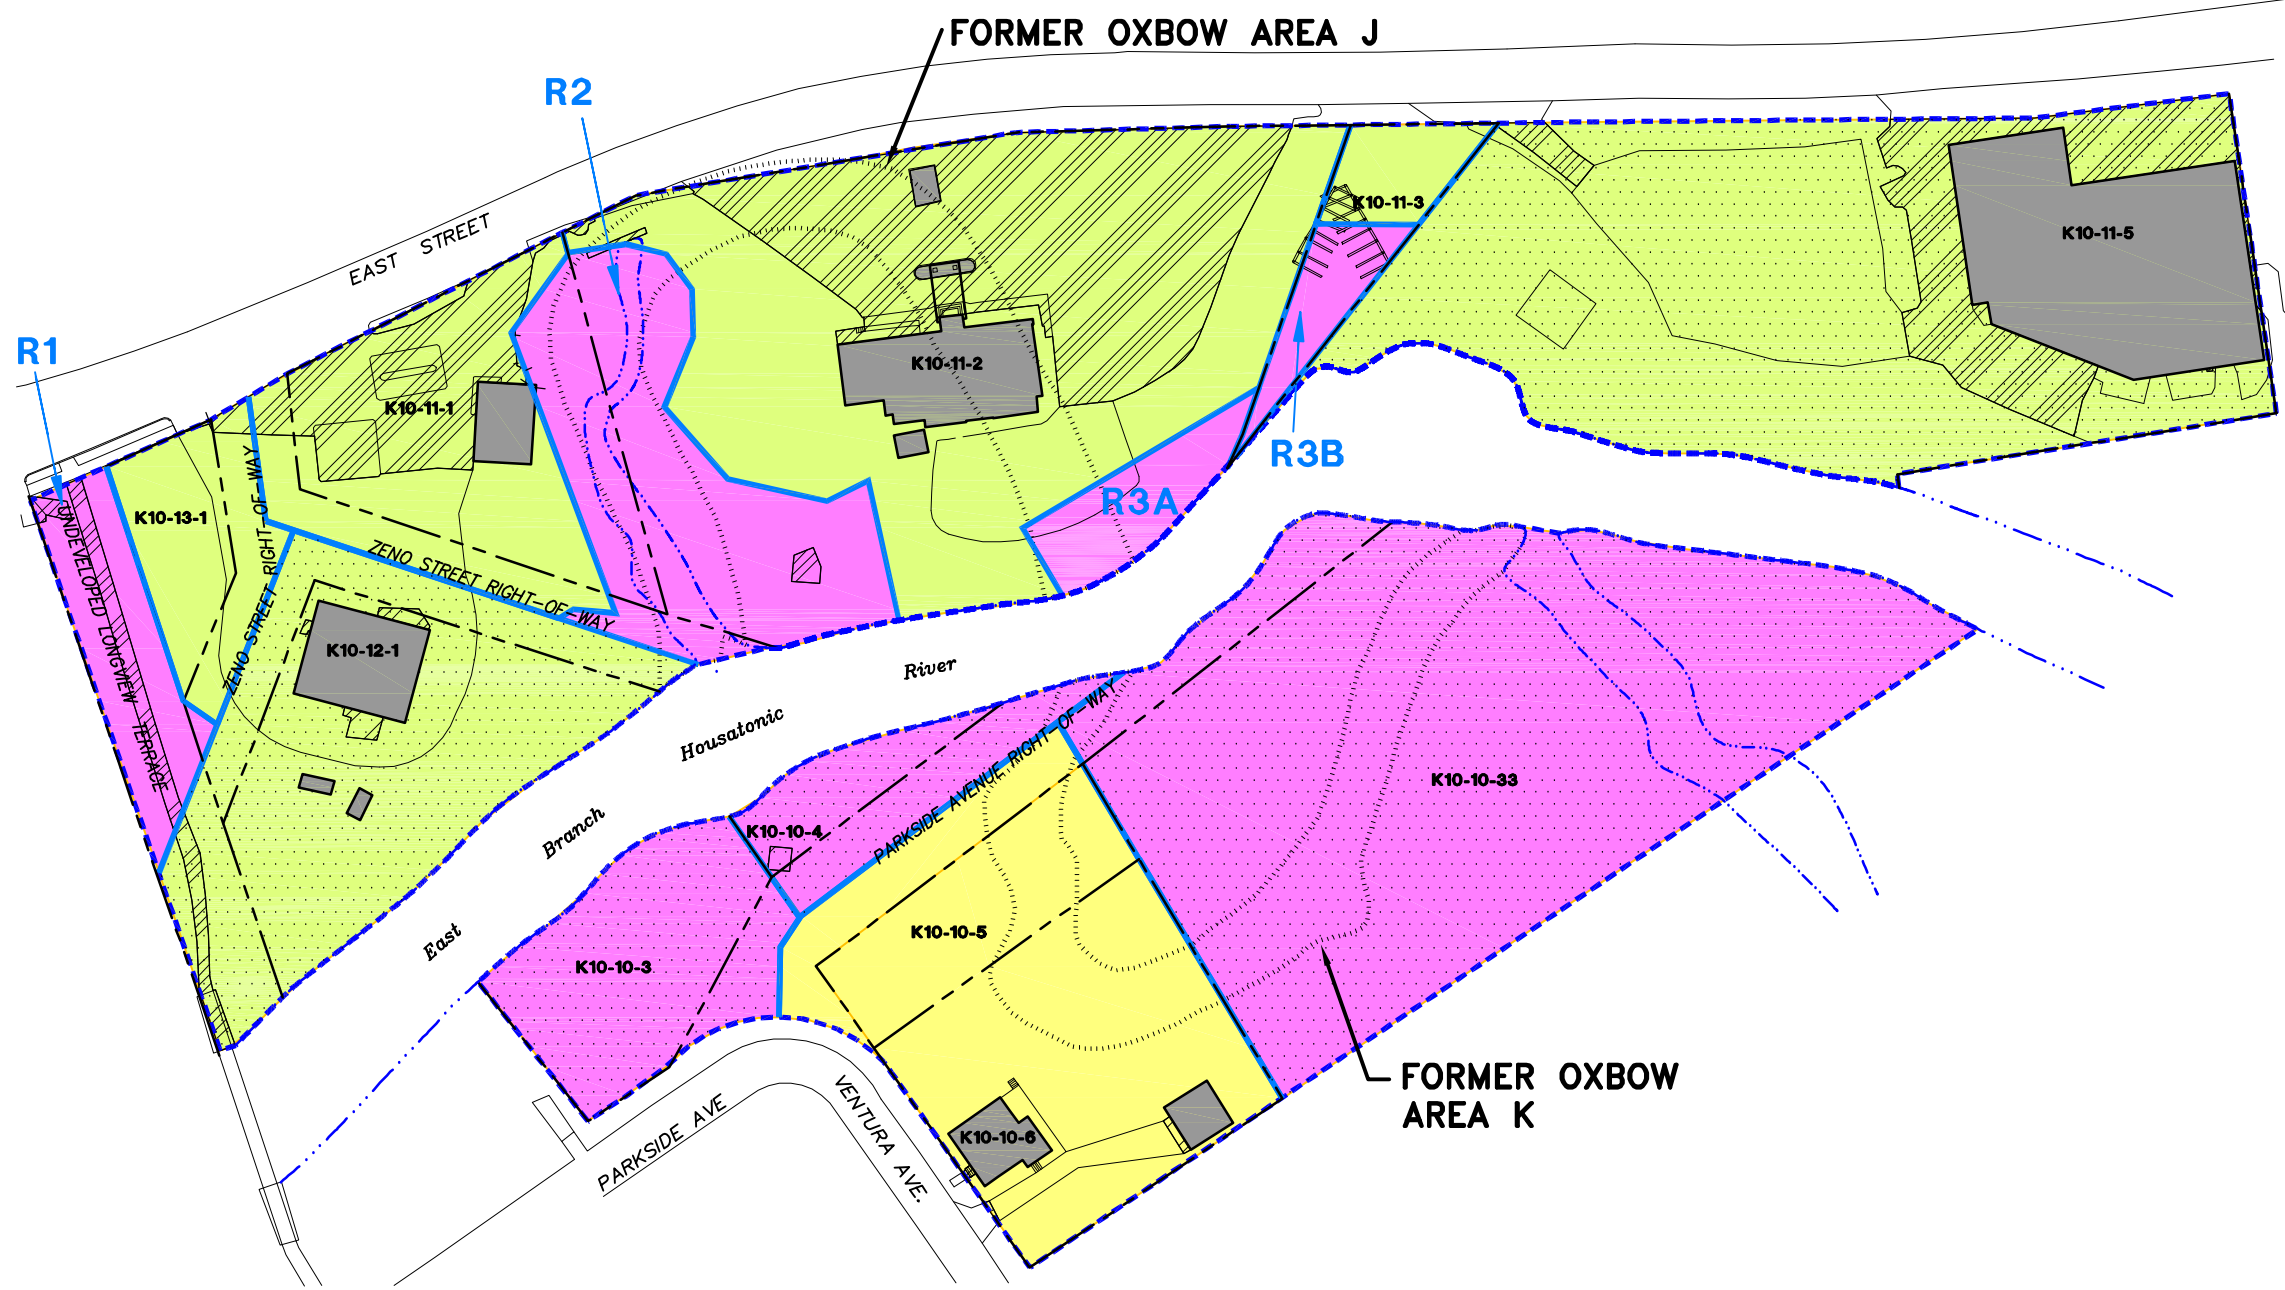 FORMER OXBOW AREA J
R2
EAST STREET
R1
K10-11-3
K10-11-5
K10-11-2
K10-11-1
R3B
R3A
K10-13-1
ZENO STREET RIGHT-OF-WAY
ZENO STREET RIGHT-OF-WAY
UNDEVELOPED LONGVIEW TERRACE
K10-12-1
East Branch Housatonic River
PARKSIDE AVENUE RIGHT-OF-WAY
K10-10-33
K10-10-4
K10-10-5
K10-10-3
FORMER OXBOW
AREA K
PARKSIDE AVE
VENTURA AVE.
K10-10-6